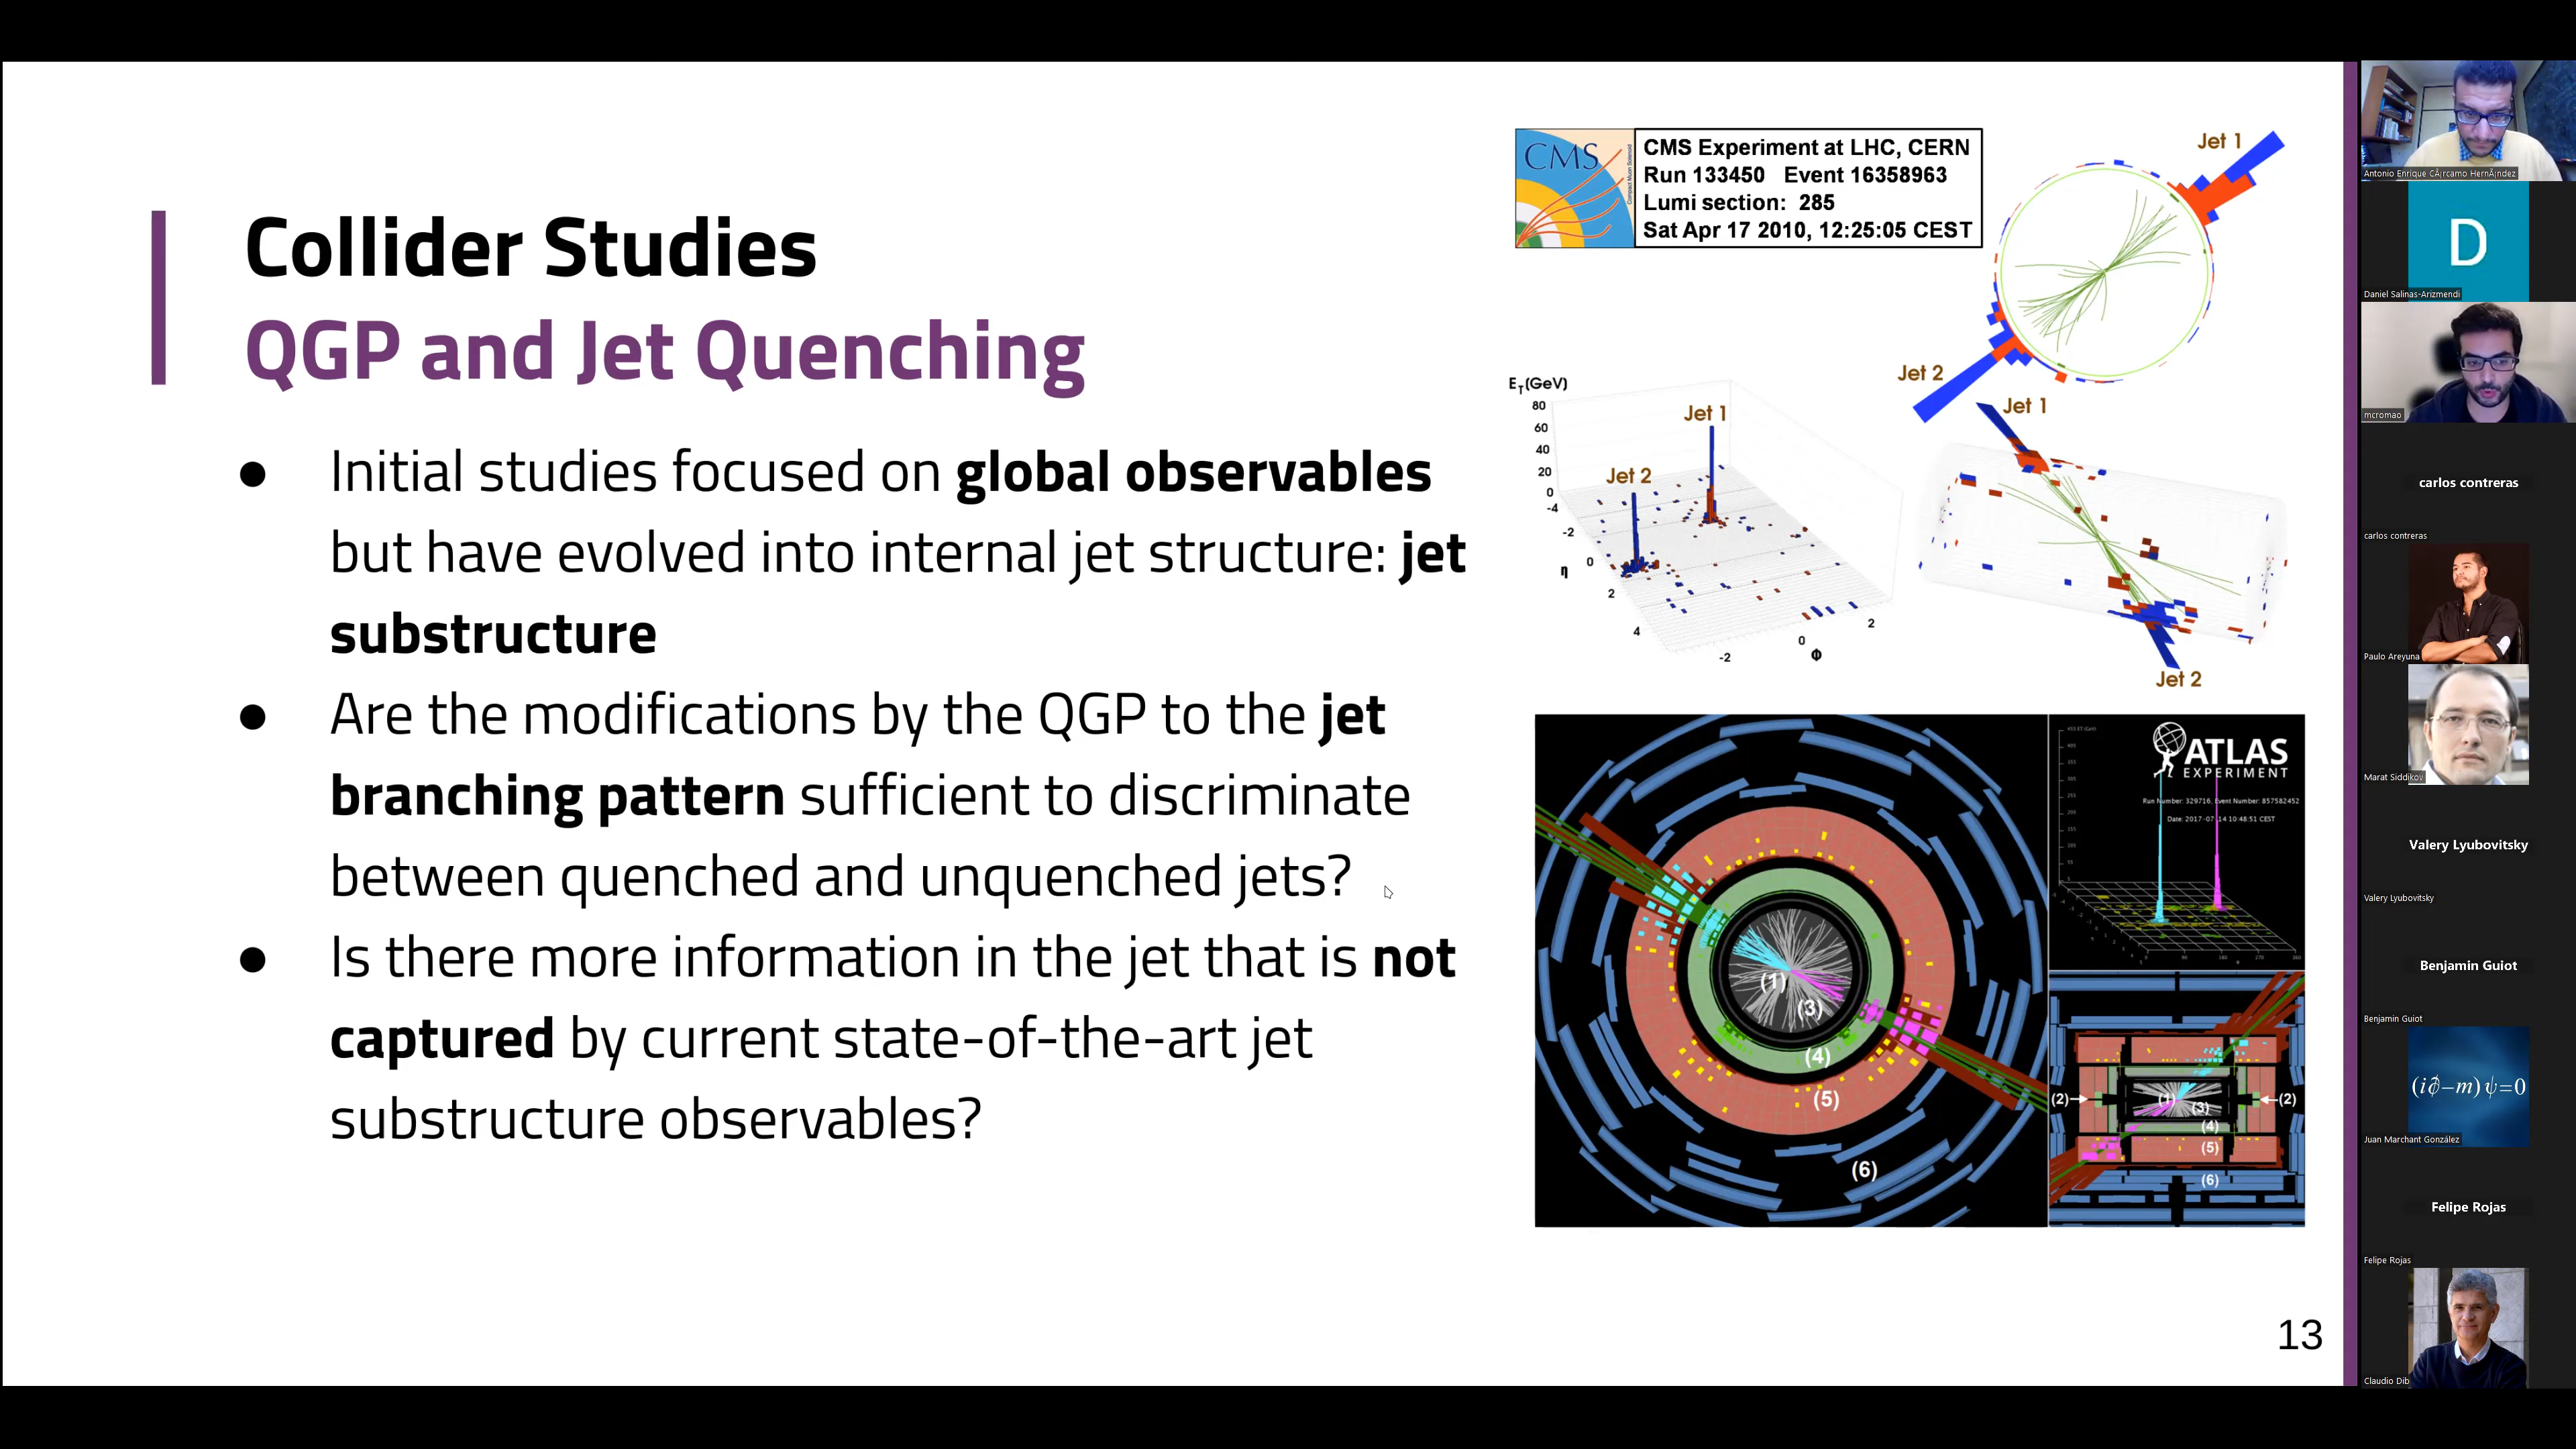 Collider Studies
QGP and Jet Quenching
● Initial studies focused on global observables
but have evolved into internal jet structure: jet
substructure
● Are the modifications by the QGP to the jet
branching pattern sufficient to discriminate
between quenched and unquenched jets?
● Is there more information in the jet that is not
captured by current state-of-the-art jet
substructure observables?
CMS
Compact Muon Solenoid
CMS Experiment at LHC, CERN
Run 133450 Event 16358963
Lumi section: 285
Sat Apr 17 2010, 12:25:05 CEST
Jet 1
Jet 2
E_T(GeV)
80
60
40
20
0
-4
-2
0
2
4
η
Jet 1
Jet 2
-2
0
2
Φ
Jet 1
Jet 2
(1)
(3)
(4)
(5)
(6)
ATLAS
EXPERIMENT
Run Number: 329716, Event Number: 857582452
Date: 2017-07-14 10:48:51 CEST
(2)
(1)
(3)
(2)
(4)
(5)
(6)
13
Antonio Enrique CÃ¡rcamo HernÃ¡ndez
D
Daniel Salinas-Arizmendi
mcromao
carlos contreras
carlos contreras
Paulo Areyuna
Marat Siddikov
Valery Lyubovitsky
Valery Lyubovitsky
Benjamin Guiot
Benjamin Guiot
(i∂̸−m)ψ=0
Juan Marchant González
Felipe Rojas
Felipe Rojas
Claudio Dib